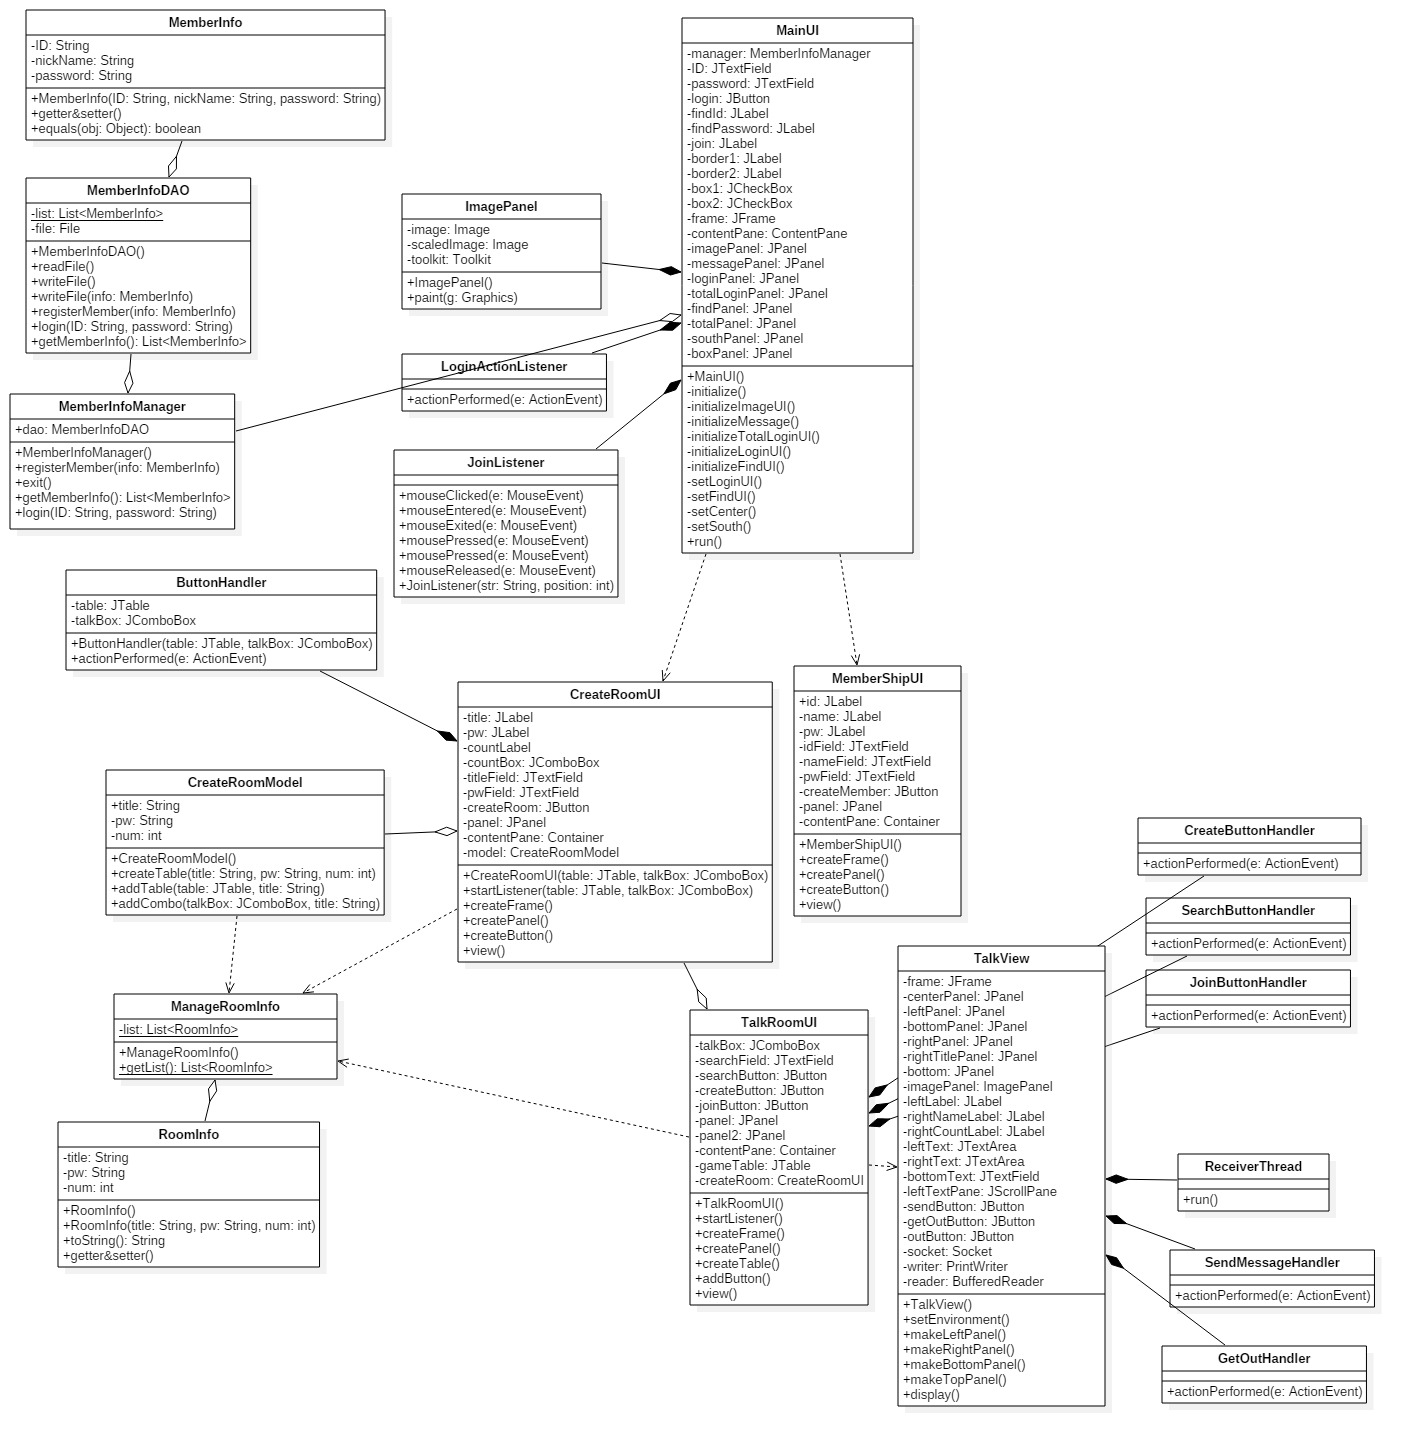 MemberInfo
-ID: String
-nickName: String
-password: String
+MemberInfo(ID: String, nickName: String, password: String)
+getter&setter()
+equals(obj: Object): boolean
MemberInfoDAO
-list: List<MemberInfo>
-file: File
+MemberInfoDAO()
+readFile()
+writeFile()
+writeFile(info: MemberInfo)
+registerMember(info: MemberInfo)
+login(ID: String, password: String)
+getMemberInfo(): List<MemberInfo>
MemberInfoManager
+dao: MemberInfoDAO
+MemberInfoManager()
+registerMember(info: MemberInfo)
+exit()
+getMemberInfo(): List<MemberInfo>
+login(ID: String, password: String)
ImagePanel
-image: Image
-scaledImage: Image
-toolkit: Toolkit
+ImagePanel()
+paint(g: Graphics)
LoginActionListener
+actionPerformed(e: ActionEvent)
JoinListener
+mouseClicked(e: MouseEvent)
+mouseEntered(e: MouseEvent)
+mouseExited(e: MouseEvent)
+mousePressed(e: MouseEvent)
+mousePressed(e: MouseEvent)
+mouseReleased(e: MouseEvent)
+JoinListener(str: String, position: int)
MainUI
-manager: MemberInfoManager
-ID: JTextField
-password: JTextField
-login: JButton
-findId: JLabel
-findPassword: JLabel
-join: JLabel
-border1: JLabel
-border2: JLabel
-box1: JCheckBox
-box2: JCheckBox
-frame: JFrame
-contentPane: ContentPane
-imagePanel: JPanel
-messagePanel: JPanel
-loginPanel: JPanel
-totalLoginPanel: JPanel
-findPanel: JPanel
-totalPanel: JPanel
-southPanel: JPanel
-boxPanel: JPanel
+MainUI()
-initialize()
-initializeImageUI()
-initializeMessage()
-initializeTotalLoginUI()
-initializeLoginUI()
-initializeFindUI()
-setLoginUI()
-setFindUI()
-setCenter()
-setSouth()
+run()
ButtonHandler
-table: JTable
-talkBox: JComboBox
+ButtonHandler(table: JTable, talkBox: JComboBox)
+actionPerformed(e: ActionEvent)
CreateRoomModel
+title: String
-pw: String
-num: int
+CreateRoomModel()
+createTable(title: String, pw: String, num: int)
+addTable(table: JTable, title: String)
+addCombo(talkBox: JComboBox, title: String)
CreateRoomUI
-title: JLabel
-pw: JLabel
-countLabel
-countBox: JComboBox
-titleField: JTextField
-pwField: JTextField
-createRoom: JButton
-panel: JPanel
-contentPane: Container
-model: CreateRoomModel
+CreateRoomUI(table: JTable, talkBox: JComboBox)
+startListener(table: JTable, talkBox: JComboBox)
+createFrame()
+createPanel()
+createButton()
+view()
MemberShipUI
+id: JLabel
-name: JLabel
-pw: JLabel
-idField: JTextField
-nameField: JTextField
-pwField: JTextField
-createMember: JButton
-panel: JPanel
-contentPane: Container
+MemberShipUI()
+createFrame()
+createPanel()
+createButton()
+view()
ManageRoomInfo
-list: List<RoomInfo>
+ManageRoomInfo()
+getList(): List<RoomInfo>
RoomInfo
-title: String
-pw: String
-num: int
+RoomInfo()
+RoomInfo(title: String, pw: String, num: int)
+toString(): String
+getter&setter()
TalkRoomUI
-talkBox: JComboBox
-searchField: JTextField
-searchButton: JButton
-createButton: JButton
-joinButton: JButton
-panel: JPanel
-panel2: JPanel
-contentPane: Container
-gameTable: JTable
-createRoom: CreateRoomUI
+TalkRoomUI()
+startListener()
+createFrame()
+createPanel()
+createTable()
+addButton()
+view()
TalkView
-frame: JFrame
-centerPanel: JPanel
-leftPanel: JPanel
-bottomPanel: JPanel
-rightPanel: JPanel
-rightTitlePanel: JPanel
-bottom: JPanel
-imagePanel: ImagePanel
-leftLabel: JLabel
-rightNameLabel: JLabel
-rightCountLabel: JLabel
-leftText: JTextArea
-rightText: JTextArea
-bottomText: JTextField
-leftTextPane: JScrollPane
-sendButton: JButton
-getOutButton: JButton
-outButton: JButton
-socket: Socket
-writer: PrintWriter
-reader: BufferedReader
+TalkView()
+setEnvironment()
+makeLeftPanel()
+makeRightPanel()
+makeBottomPanel()
+makeTopPanel()
+display()
CreateButtonHandler
+actionPerformed(e: ActionEvent)
SearchButtonHandler
+actionPerformed(e: ActionEvent)
JoinButtonHandler
+actionPerformed(e: ActionEvent)
ReceiverThread
+run()
SendMessageHandler
+actionPerformed(e: ActionEvent)
GetOutHandler
+actionPerformed(e: ActionEvent)